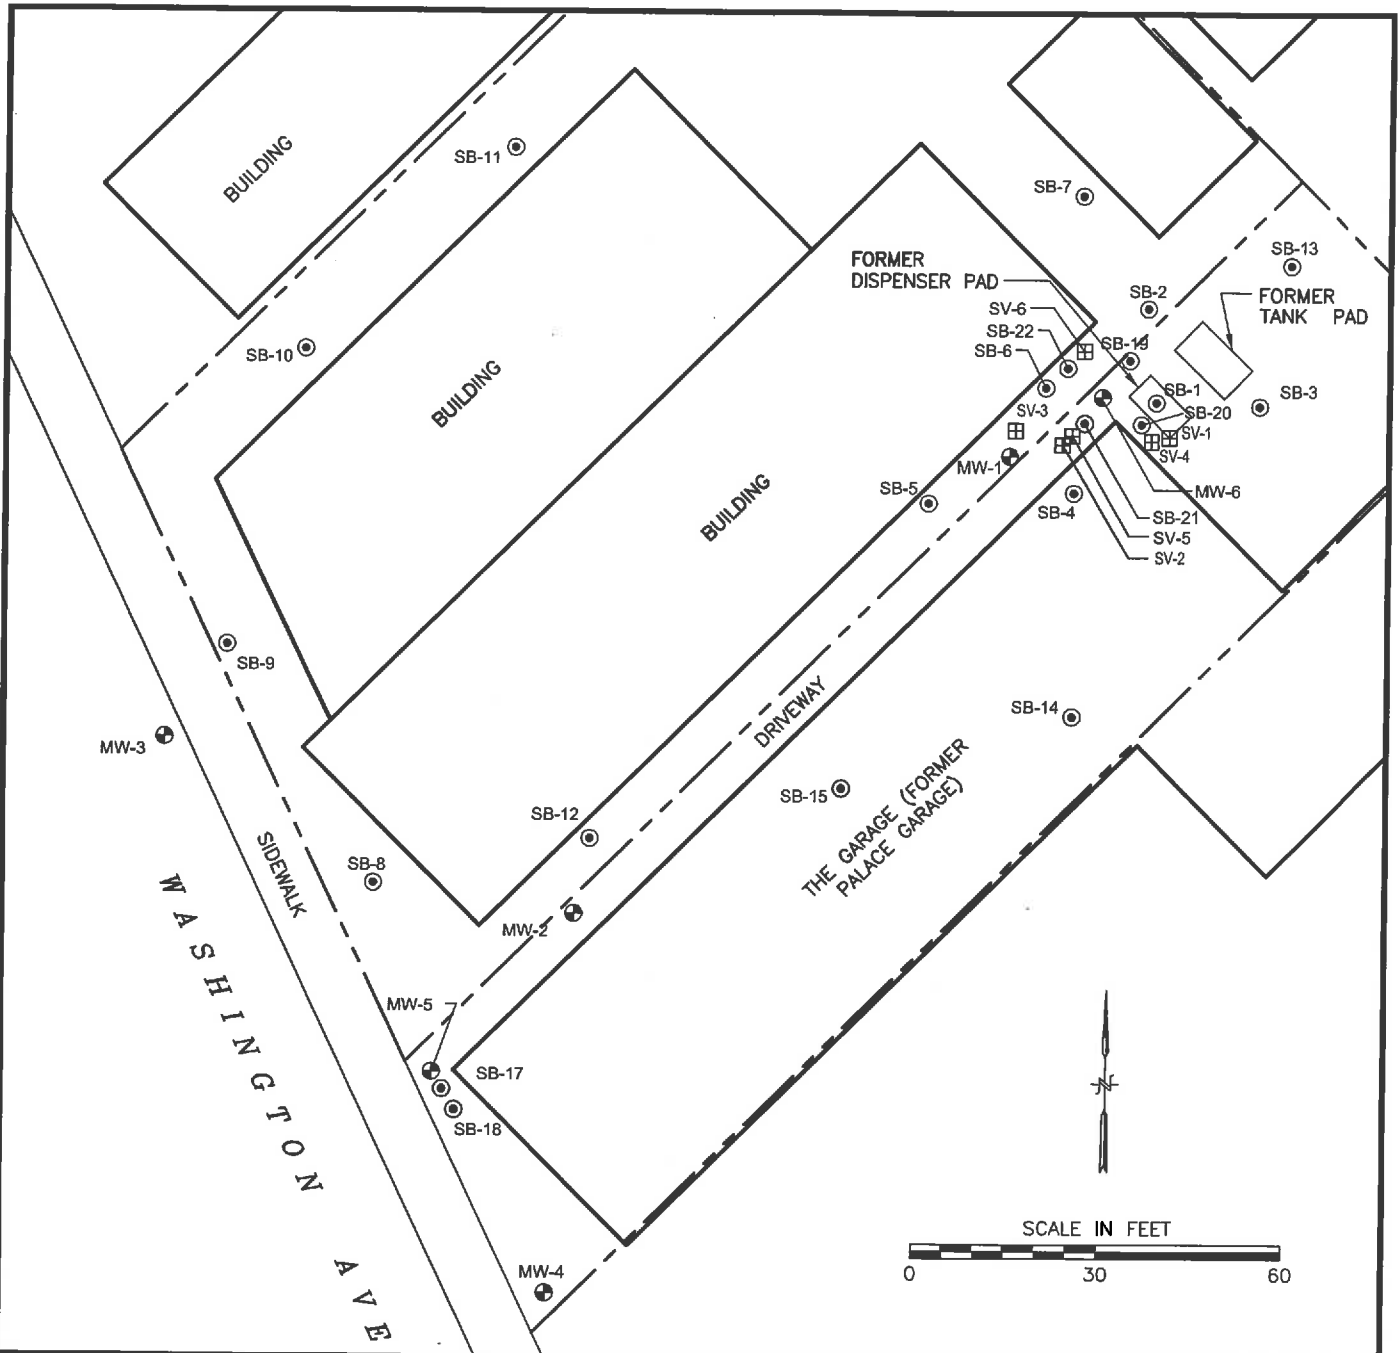 BUILDING
SB-11
SB-7
SB-13
FORMER
DISPENSER PAD
SB-2
FORMER
TANK PAD
SV-6
SB-22
SB-19
SB-10
SB-6
BUILDING
SB-1
SB-3
SV-3
SB-20
SV-1
SV-4
MW-1
BUILDING
SB-5
MW-6
SB-4
SB-21
SV-5
SV-2
SB-9
DRIVEWAY
SB-14
MW-3
SB-15
SB-12
THE GARAGE (FORMER
PALACE GARAGE)
SIDEWALK
SB-8
MW-2
MW-5
SB-17
SB-18
WASHINGTON AVE
N
SCALE IN FEET
0 30 60
MW-4